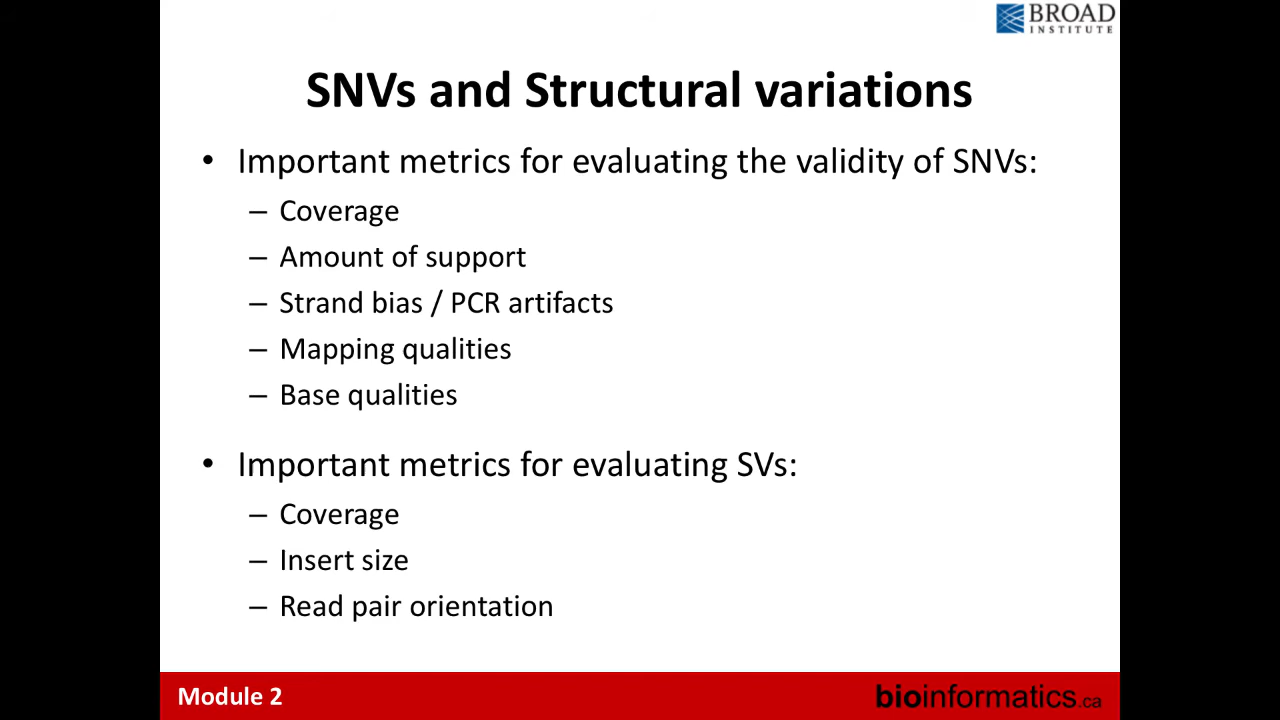 BROAD
INSTITUTE
SNVs and Structural variations
• Important metrics for evaluating the validity of SNVs:
– Coverage
– Amount of support
– Strand bias / PCR artifacts
– Mapping qualities
– Base qualities
• Important metrics for evaluating SVs:
– Coverage
– Insert size
– Read pair orientation
Module 2
bioinformatics.ca